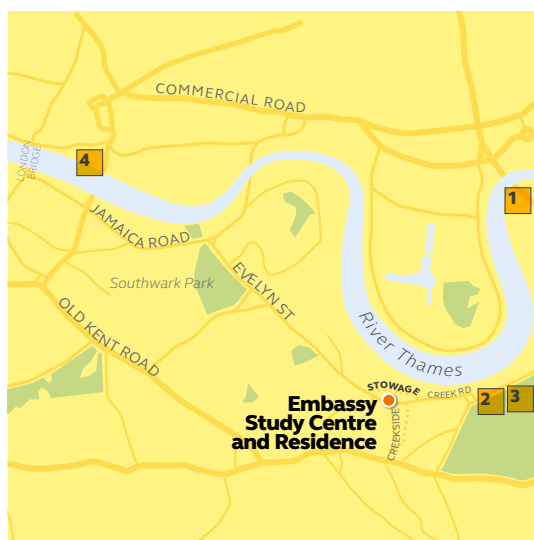 COMMERCIAL ROAD
LONDON
BRIDGE
4
1
JAMAICA ROAD
Southwark Park
EVELYN ST
OLD KENT ROAD
River Thames
STOWAGE
CREEK RD
2
3
Embassy
Study Centre
and Residence
CREEKSIDE